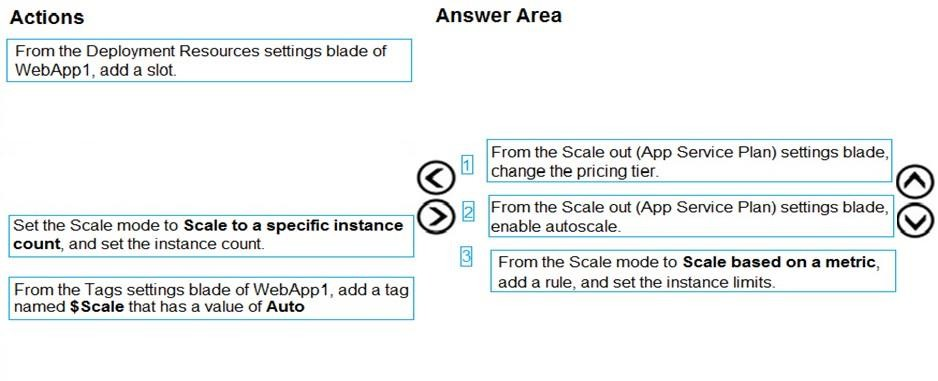 Actions
Answer Area
From the Deployment Resources settings blade of
WebApp1, add a slot.
Set the Scale mode to Scale to a specific instance
count, and set the instance count.
From the Tags settings blade of WebApp1, add a tag
named $Scale that has a value of Auto
1
From the Scale out (App Service Plan) settings blade,
change the pricing tier.
2
From the Scale out (App Service Plan) settings blade,
enable autoscale.
3
From the Scale mode to Scale based on a metric,
add a rule, and set the instance limits.